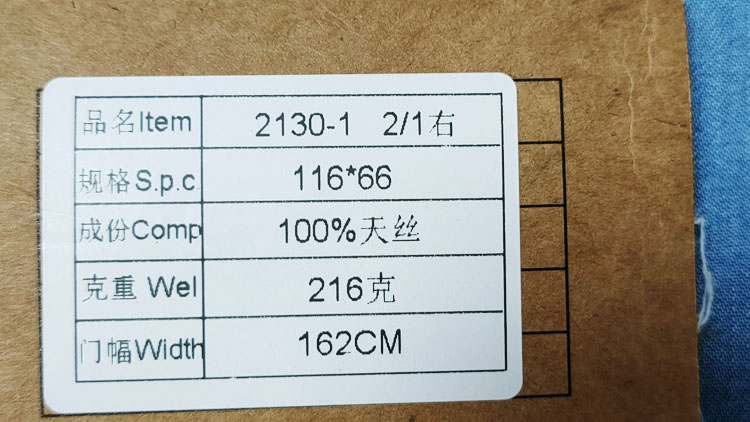 品名Item 2130-1 2/1右
规格S.p.c 116*66
成份Comp 100%天丝
克重 Wel 216克
门幅Width 162CM